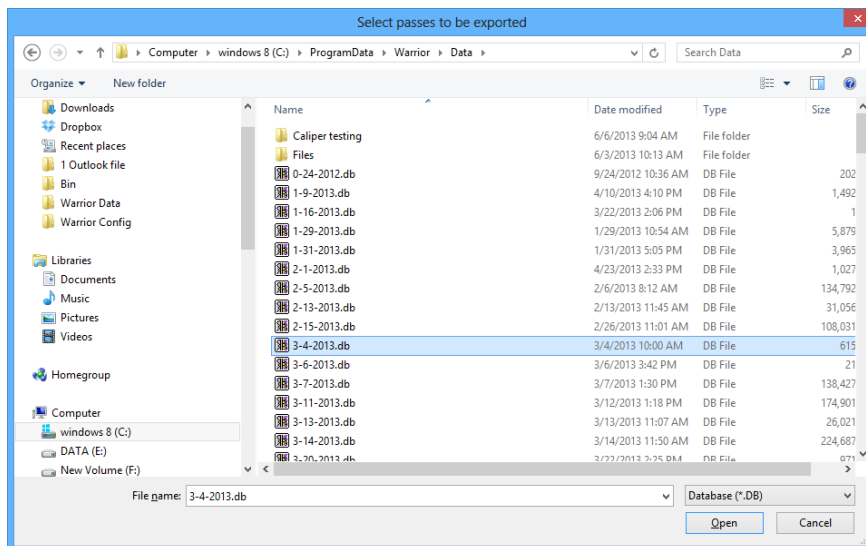 Select passes to be exported
Computer windows 8 (C:) ProgramData Warrior Data Search Data
Organize New folder
Downloads
Dropbox
Recent places
1 Outlook file
Bin
Warrior Data
Warrior Config
Libraries
Documents
Music
Pictures
Videos
Homegroup
Computer
windows 8 (C:)
DATA (E:)
New Volume (F:)
Name Date modified Type Size
Caliper testing 6/6/2013 9:04 AM File folder
Files 6/3/2013 10:13 AM File folder
0-24-2012.db 9/24/2012 10:36 AM DB File 202
1-9-2013.db 4/10/2013 4:10 PM DB File 1,492
1-16-2013.db 3/22/2013 2:06 PM DB File 1
1-29-2013.db 1/29/2013 10:54 AM DB File 5,879
1-31-2013.db 1/31/2013 5:05 PM DB File 3,965
2-1-2013.db 4/23/2013 2:33 PM DB File 1,027
2-5-2013.db 2/6/2013 8:12 AM DB File 134,792
2-13-2013.db 2/13/2013 11:45 AM DB File 31,056
2-15-2013.db 2/26/2013 11:01 AM DB File 108,031
3-4-2013.db 3/4/2013 10:00 AM DB File 615
3-6-2013.db 3/6/2013 3:42 PM DB File 21
3-7-2013.db 3/7/2013 1:30 PM DB File 138,427
3-11-2013.db 3/12/2013 1:18 PM DB File 174,901
3-13-2013.db 3/13/2013 11:07 AM DB File 26,021
3-14-2013.db 3/14/2013 11:50 AM DB File 224,687
3-20-2013.db 3/22/2013 2:25 PM DB File 971
File name: 3-4-2013.db Database (*.DB)
Open Cancel